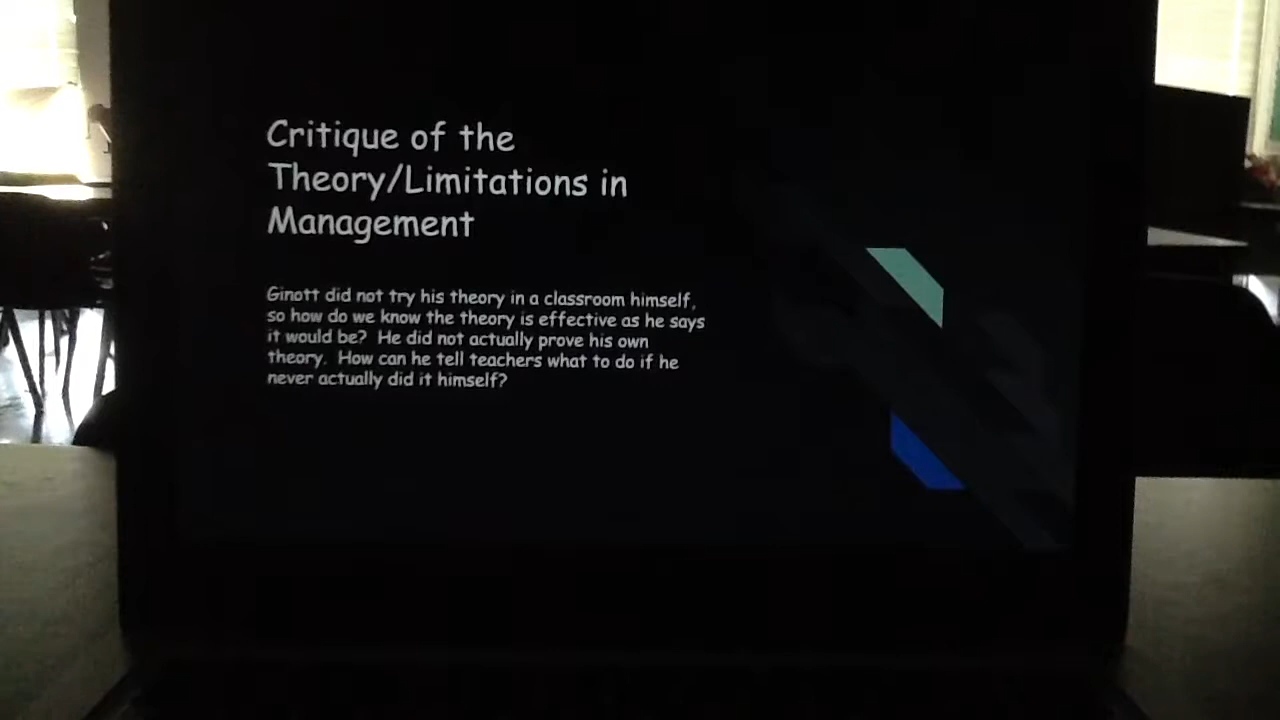 Critique of the
Theory/Limitations in
Management
Ginott did not try his theory in a classroom himself,
so how do we know the theory is effective as he says
it would be?  He did not actually prove his own
theory.  How can he tell teachers what to do if he
never actually did it himself?